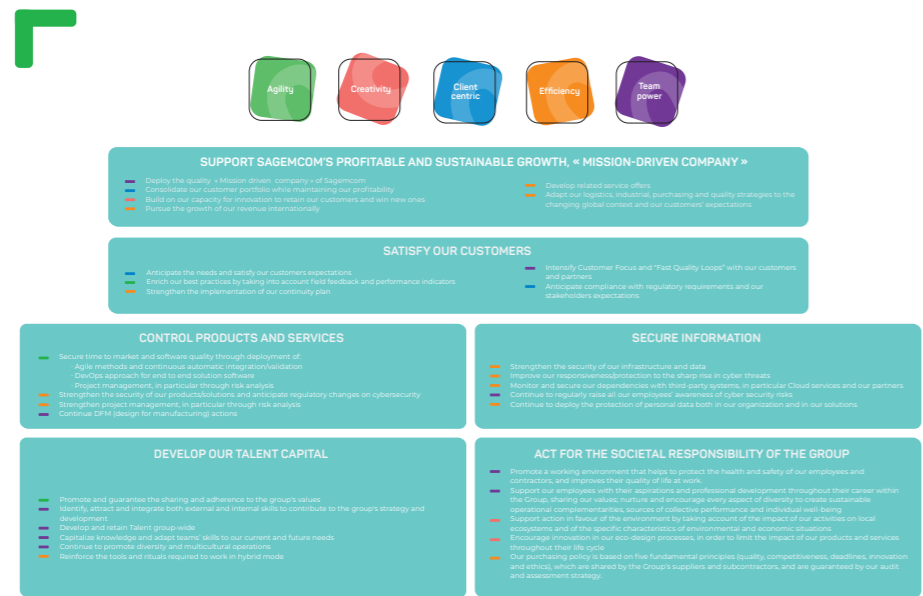 Agility
Creativity
Client
centric
Efficiency
Team
power
SUPPORT SAGEMCOM'S PROFITABLE AND SUSTAINABLE GROWTH, « MISSION-DRIVEN COMPANY »
Deploy the quality « Mission driven company » of Sagemcom
Consolidate our customer portfolio while maintaining our profitability
Build on our capacity for innovation to retain our customers and win new ones
Pursue the growth of our revenue internationally
Develop related service offers
Adapt our logistics, industrial, purchasing and quality strategies to the
changing global context and our customers' expectations
SATISFY OUR CUSTOMERS
Anticipate the needs and satisfy our customers expectations
Enrich our best practices by taking into account field feedback and performance indicators
Strengthen the implementation of our continuity plan
Intensify Customer Focus and "Fast Quality Loops" with our customers
and partners
Anticipate compliance with regulatory requirements and our
stakeholders expectations
CONTROL PRODUCTS AND SERVICES
Secure time to market and software quality through deployment of:
· Agile methods and continuous automatic integration/validation
· DevOps approach for end to end solution software
· Project management, in particular through risk analysis
Strengthen the security of our products/solutions and anticipate regulatory changes on cybersecurity
Strengthen project management, in particular through risk analysis
Continue DFM (design for manufacturing) actions
SECURE INFORMATION
Strengthen the security of our infrastructure and data
Improve our responsiveness/protection to the sharp rise in cyber threats
Monitor and secure our dependencies with third-party systems, in particular Cloud services and our partners
Continue to regularly raise all our employees' awareness of cyber security risks
Continue to deploy the protection of personal data both in our organization and in our solutions
DEVELOP OUR TALENT CAPITAL
Promote and guarantee the sharing and adherence to the group's values
Identify, attract and integrate both external and internal skills to contribute to the group's strategy and
development
Develop and retain Talent group-wide
Capitalize knowledge and adapt teams' skills to our current and future needs
Continue to promote diversity and multicultural operations
Reinforce the tools and rituals required to work in hybrid mode
ACT FOR THE SOCIETAL RESPONSIBILITY OF THE GROUP
Promote a working environment that helps to protect the health and safety of our employees and
contractors, and improves their quality of life at work.
Support our employees with their aspirations and professional development throughout their career within
the Group, sharing our values; nurture and encourage every aspect of diversity to create sustainable
operational complementarities, sources of collective performance and individual well-being
Support action in favour of the environment by taking account of the impact of our activities on local
ecosystems and of the specific characteristics of environmental and economic situations
Encourage innovation in our eco-design processes, in order to limit the impact of our products and services
throughout their life cycle
Our purchasing policy is based on five fundamental principles (quality, competitiveness, deadlines, innovation
and ethics), which are shared by the Group's suppliers and subcontractors, and are guaranteed by our audit
and assessment strategy.